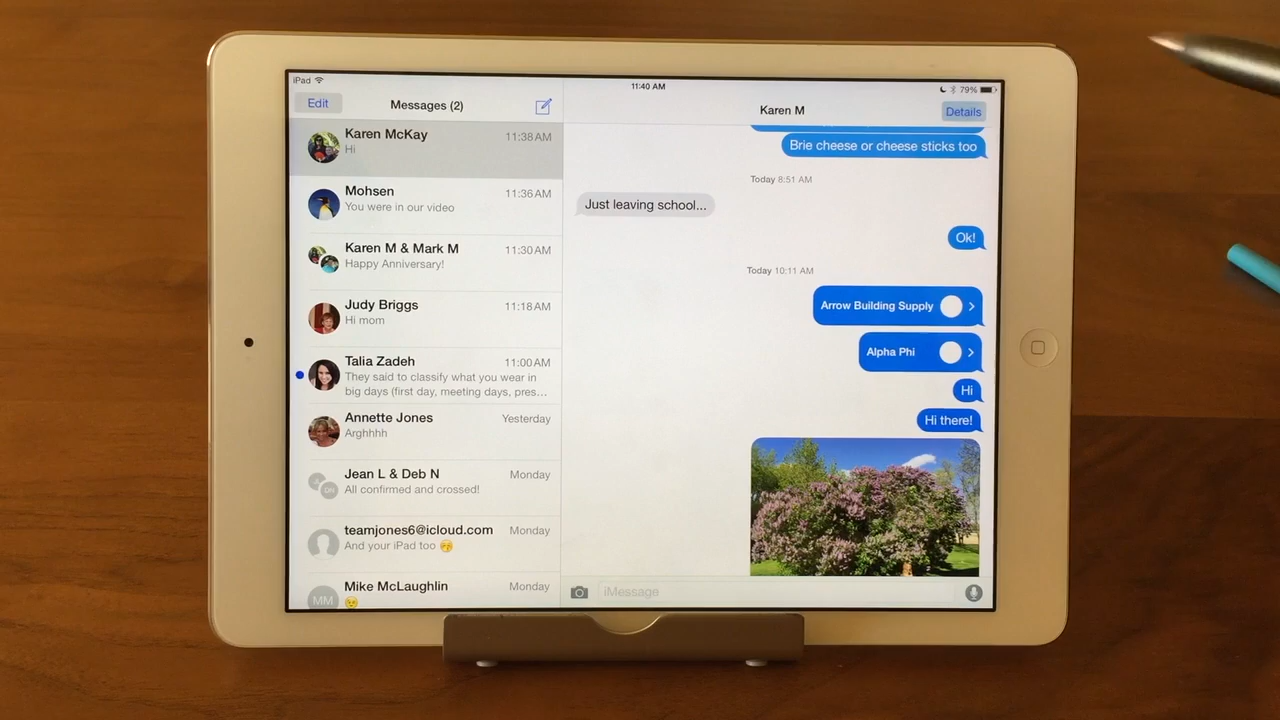 iPad
11:40 AM
79%
Edit
Messages (2)
Karen M
Details
Karen McKay
11:38 AM
Hi
Mohsen
11:36 AM
You were in our video
Karen M & Mark M
11:30 AM
Happy Anniversary!
Judy Briggs
11:18 AM
Hi mom
Talia Zadeh
11:00 AM
They said to classify what you wear in
big days (first day, meeting days, pres...
Annette Jones
Yesterday
Arghhhh
Jean L & Deb N
Monday
All confirmed and crossed!
teamjones6@icloud.com
Monday
And your iPad too
MM
Mike McLaughlin
Monday
Brie cheese or cheese sticks too
Today 8:51 AM
Just leaving school...
Ok!
Today 10:11 AM
Arrow Building Supply
Alpha Phi
Hi
Hi there!
iMessage